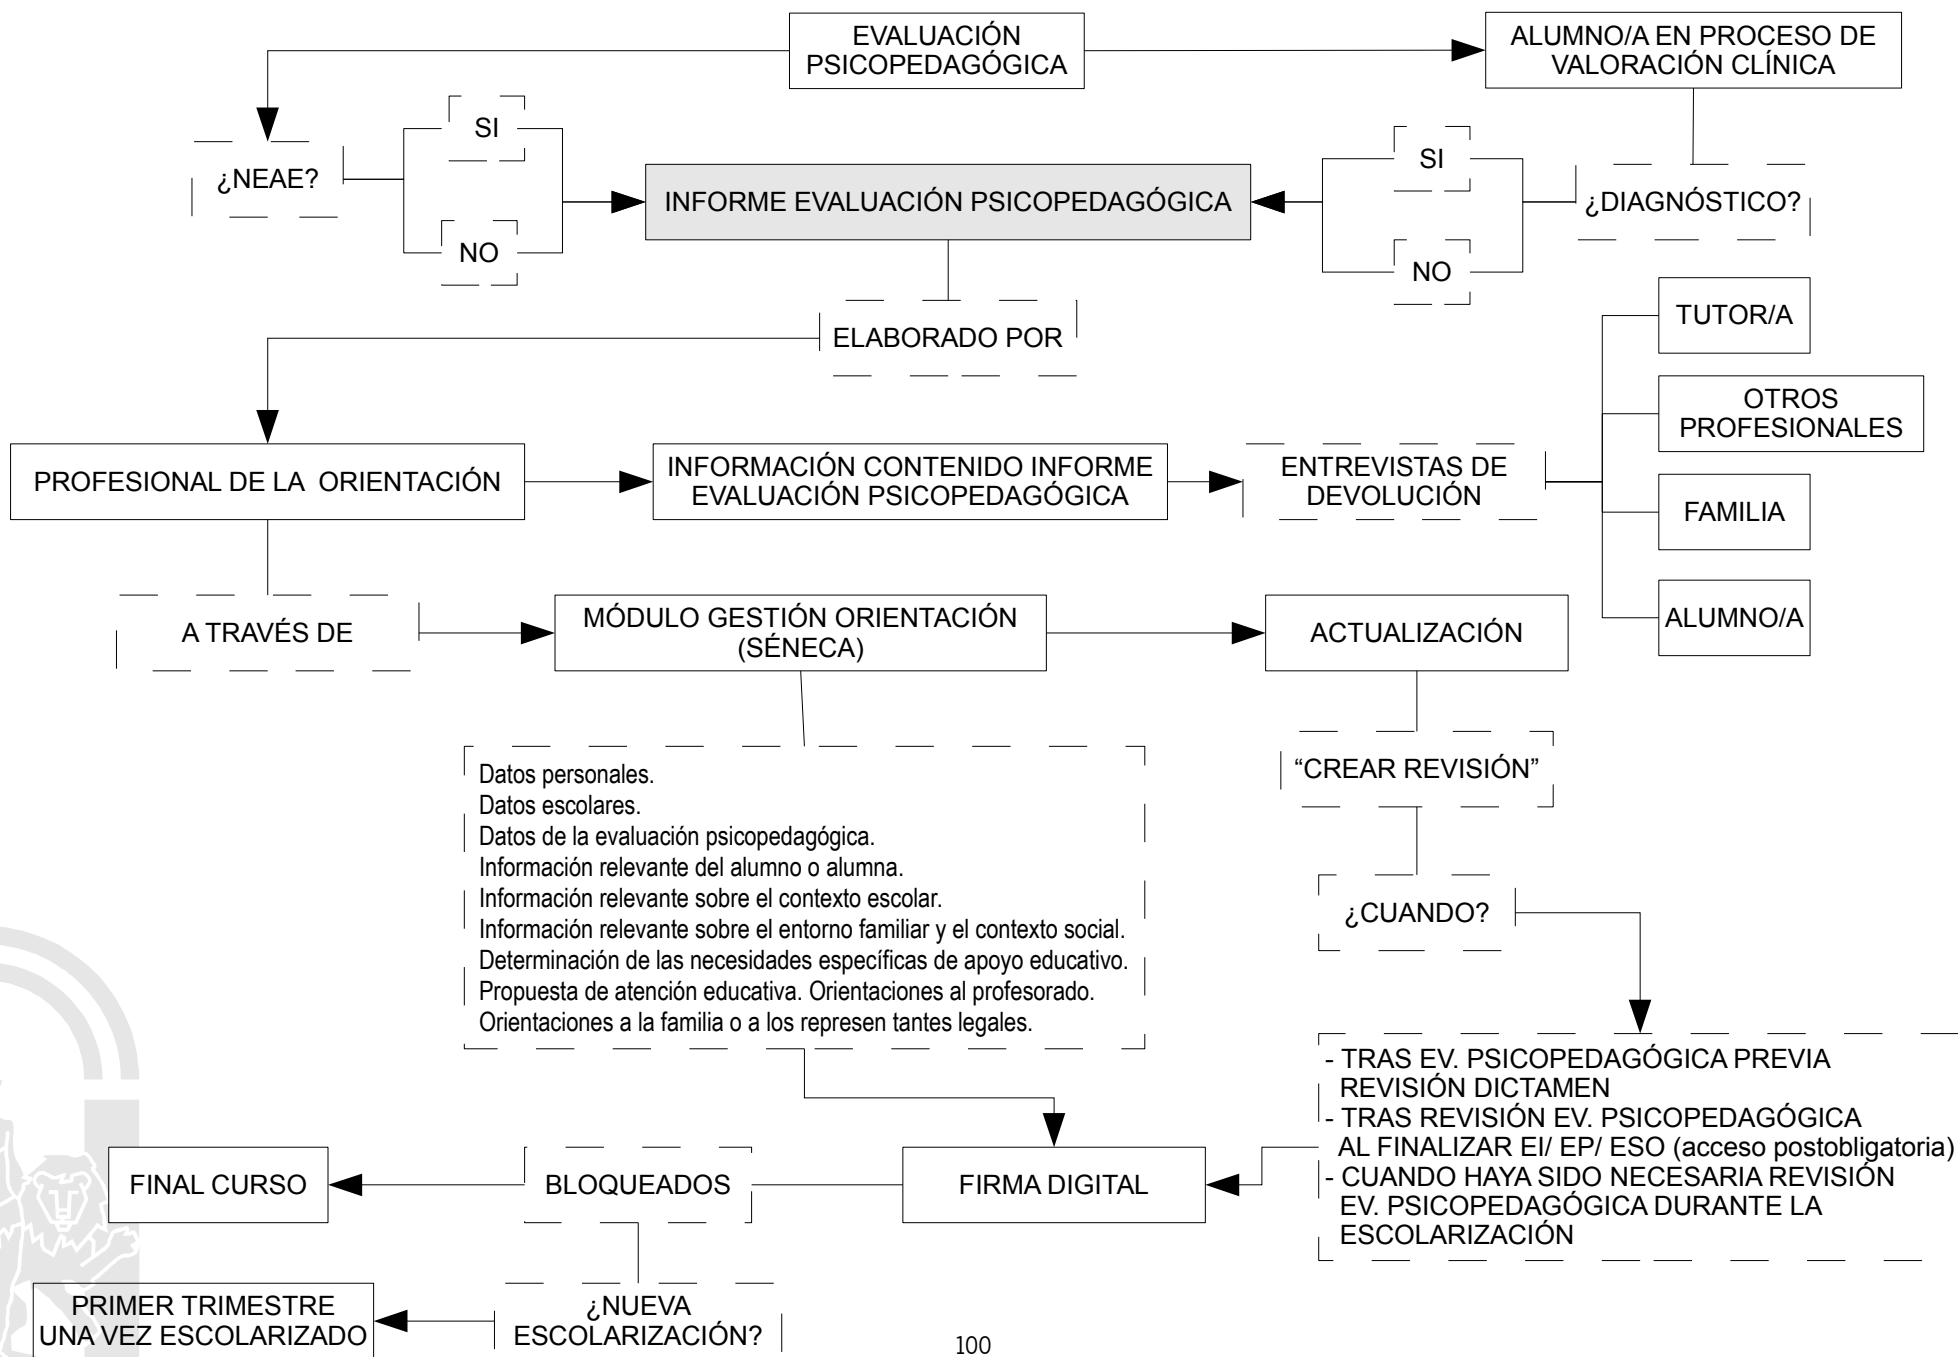 EVALUACIÓN
PSICOPEDAGÓGICA
ALUMNO/A EN PROCESO DE
VALORACIÓN CLÍNICA
SI
¿NEAE?
NO
INFORME EVALUACIÓN PSICOPEDAGÓGICA
SI
¿DIAGNÓSTICO?
NO
ELABORADO POR
TUTOR/A
OTROS
PROFESIONALES
FAMILIA
ALUMNO/A
PROFESIONAL DE LA ORIENTACIÓN
INFORMACIÓN CONTENIDO INFORME
EVALUACIÓN PSICOPEDAGÓGICA
ENTREVISTAS DE
DEVOLUCIÓN
A TRAVÉS DE
MÓDULO GESTIÓN ORIENTACIÓN
(SÉNECA)
ACTUALIZACIÓN
Datos personales.
Datos escolares.
Datos de la evaluación psicopedagógica.
Información relevante del alumno o alumna.
Información relevante sobre el contexto escolar.
Información relevante sobre el entorno familiar y el contexto social.
Determinación de las necesidades específicas de apoyo educativo.
Propuesta de atención educativa. Orientaciones al profesorado.
Orientaciones a la familia o a los represen tantes legales.
“CREAR REVISIÓN”
¿CUANDO?
- TRAS EV. PSICOPEDAGÓGICA PREVIA
REVISIÓN DICTAMEN
- TRAS REVISIÓN EV. PSICOPEDAGÓGICA
AL FINALIZAR EI/ EP/ ESO (acceso postobligatoria)
- CUANDO HAYA SIDO NECESARIA REVISIÓN
EV. PSICOPEDAGÓGICA DURANTE LA
ESCOLARIZACIÓN
FINAL CURSO
BLOQUEADOS
FIRMA DIGITAL
PRIMER TRIMESTRE
UNA VEZ ESCOLARIZADO
¿NUEVA
ESCOLARIZACIÓN?
100